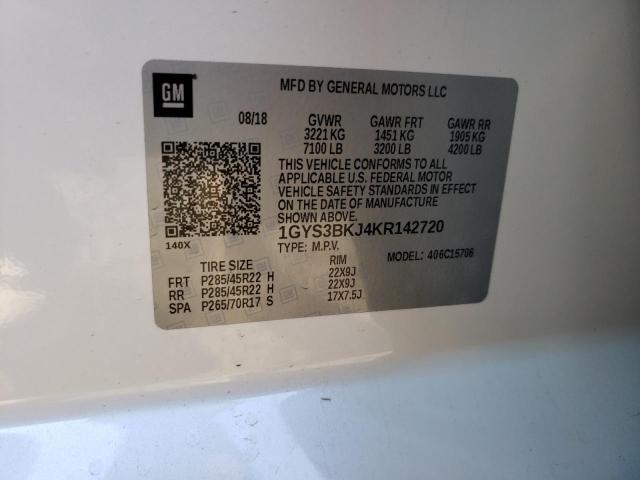 GM
MFD BY GENERAL MOTORS LLC
08/18 GVWR GAWR FRT GAWR RR
3221 KG 1451 KG 1905 KG
7100 LB 3200 LB 4200 LB
THIS VEHICLE CONFORMS TO ALL
APPLICABLE U.S. FEDERAL MOTOR
VEHICLE SAFETY STANDARDS IN EFFECT
ON THE DATE OF MANUFACTURE
SHOWN ABOVE.
1GYS3BKJ4KR142720
140X TYPE: M.P.V. MODEL: 406C15706
TIRE SIZE RIM
FRT P285/45R22 H 22X9J
RR P285/45R22 H 22X9J
SPA P265/70R17 S 17X7.5J